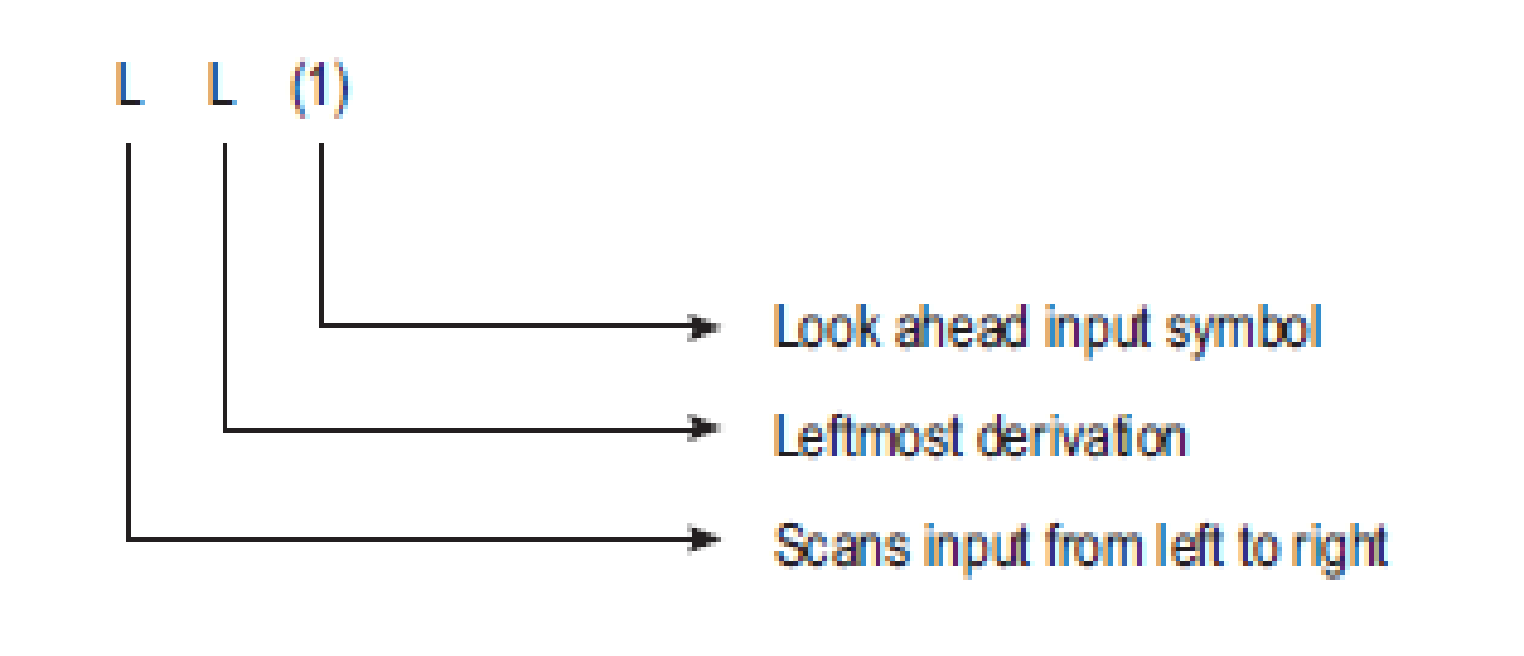 L L (1)
Look ahead input symbol
Leftmost derivation
Scans input from left to right